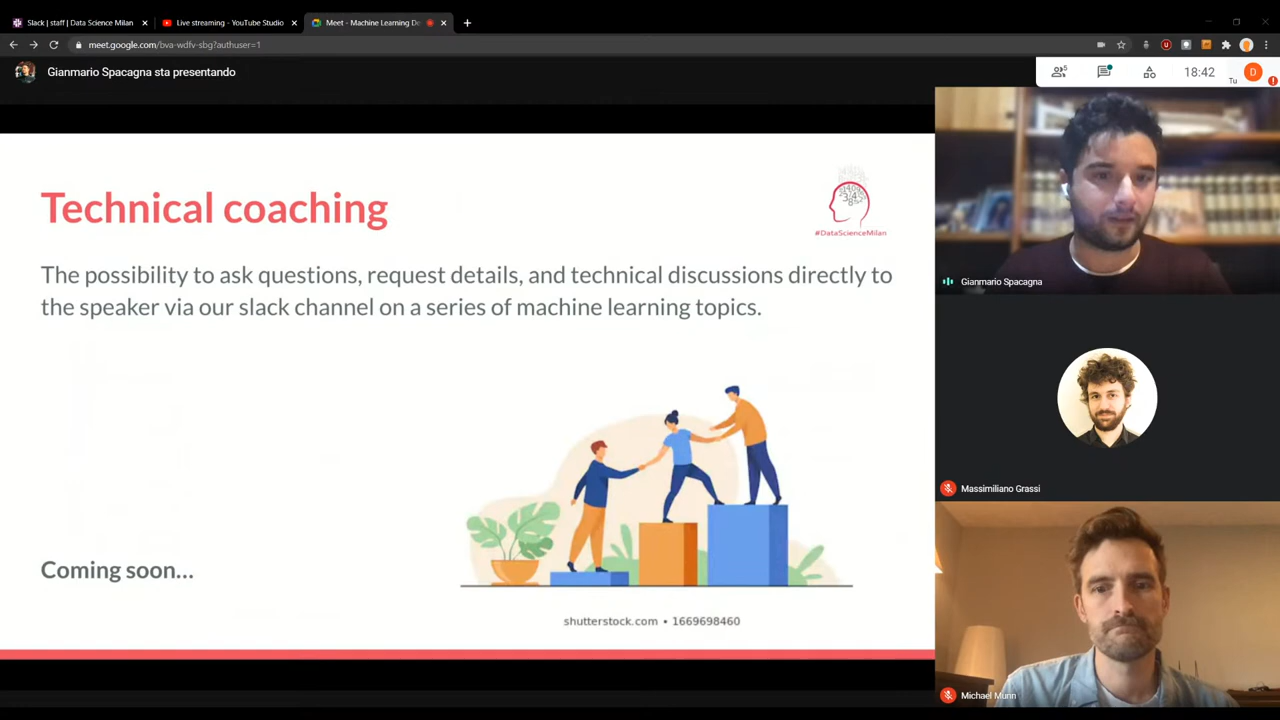 Slack | staff | Data Science Milan
Live streaming - YouTube Studio
Meet - Machine Learning De
meet.google.com/bva-wdfv-sbg?authuser=1
Gianmario Spacagna sta presentando
5
18:42
Tu
D
Technical coaching
#DataScienceMilan
The possibility to ask questions, request details, and technical discussions directly to
the speaker via our slack channel on a series of machine learning topics.
Coming soon...
shutterstock.com • 1669698460
Gianmario Spacagna
Massimiliano Grassi
Michael Munn